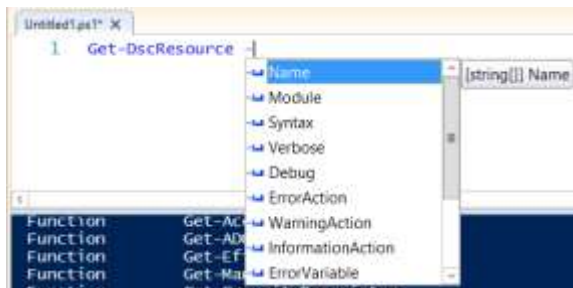 Untitled1.ps1* X
1 Get-DscResource -
Name
[string[]] Name
Module
Syntax
Verbose
Debug
ErrorAction
WarningAction
InformationAction
ErrorVariable
Function Get-Ac
Function Get-AD
Function Get-Ef
Function Get-Ma